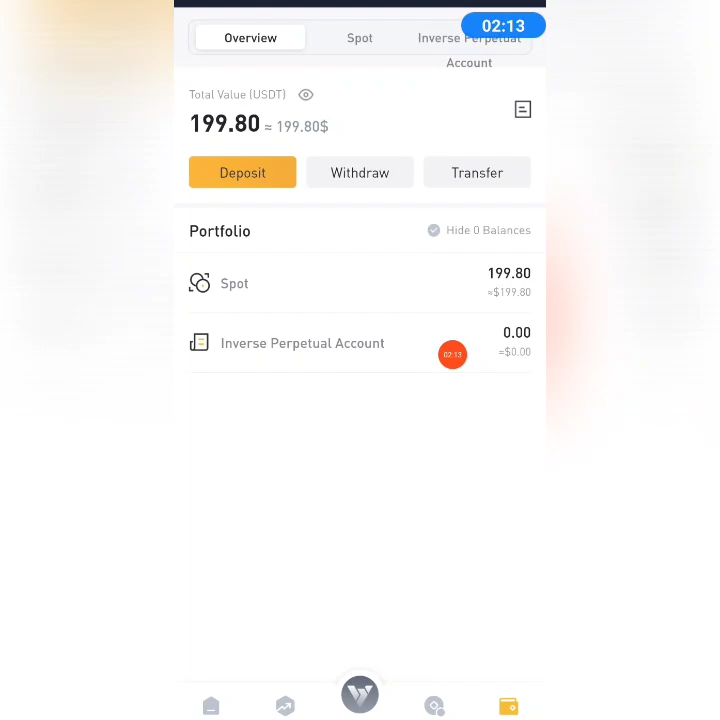 02:13
Overview
Spot
Inverse Perpetual
Account
Total Value (USDT)
199.80 ≈ 199.80$
Deposit
Withdraw
Transfer
Portfolio
Hide 0 Balances
Spot
199.80
≈$199.80
Inverse Perpetual Account
0.00
≈$0.00
02:13